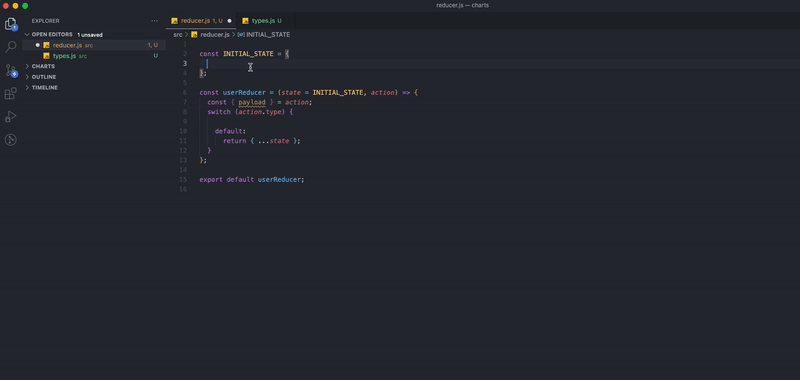 reducer.js — charts
EXPLORER ···
OPEN EDITORS 1 unsaved
reducer.js src 1, U
types.js src U
CHARTS
OUTLINE
TIMELINE
reducer.js 1, U
types.js U
src > reducer.js > INITIAL_STATE
1
2 const INITIAL_STATE = {
3
4 };
5
6 const userReducer = (state = INITIAL_STATE, action) => {
7 const { payload } = action;
8 switch (action.type) {
9
10 default:
11 return { ...state };
12 }
13 };
14
15 export default userReducer;
16